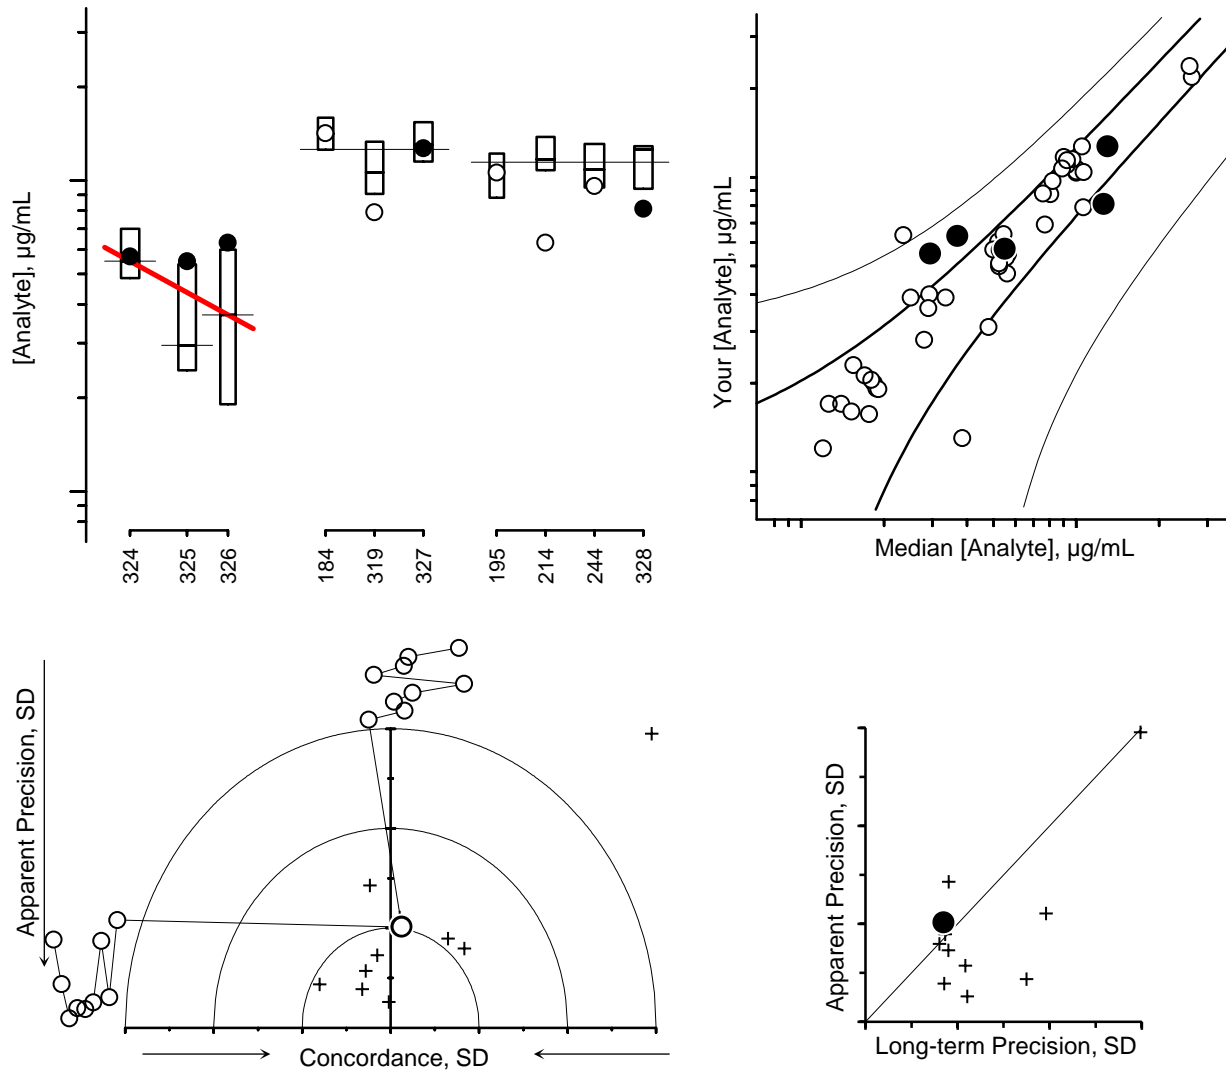 [Analyte], µg/mL
324
325
326
184
319
327
195
214
244
328
Your [Analyte], µg/mL
Median [Analyte], µg/mL
Apparent Precision, SD
Concordance, SD
Apparent Precision, SD
Long-term Precision, SD